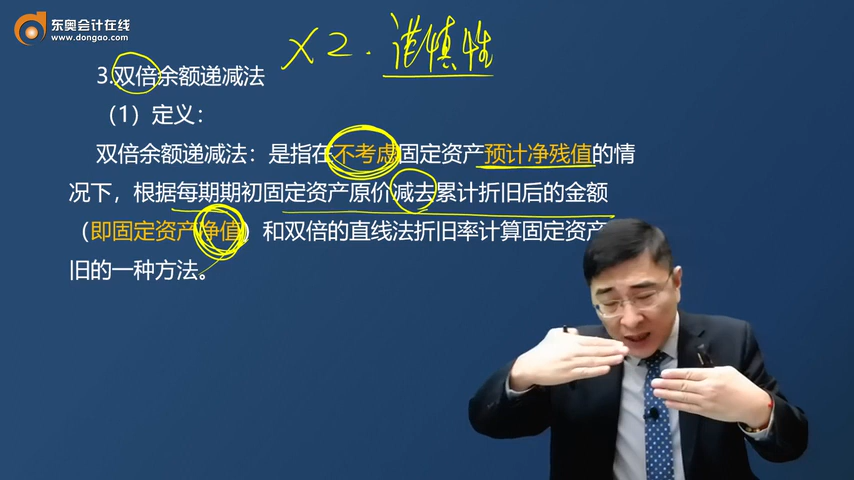 东奥会计在线
www.dongao.com
×2.谨慎性
3.双倍余额递减法
（1）定义：
双倍余额递减法：是指在不考虑固定资产预计净残值的情
况下，根据每期期初固定资产原价减去累计折旧后的金额
（即固定资产净值）和双倍的直线法折旧率计算固定资产
旧的一种方法。